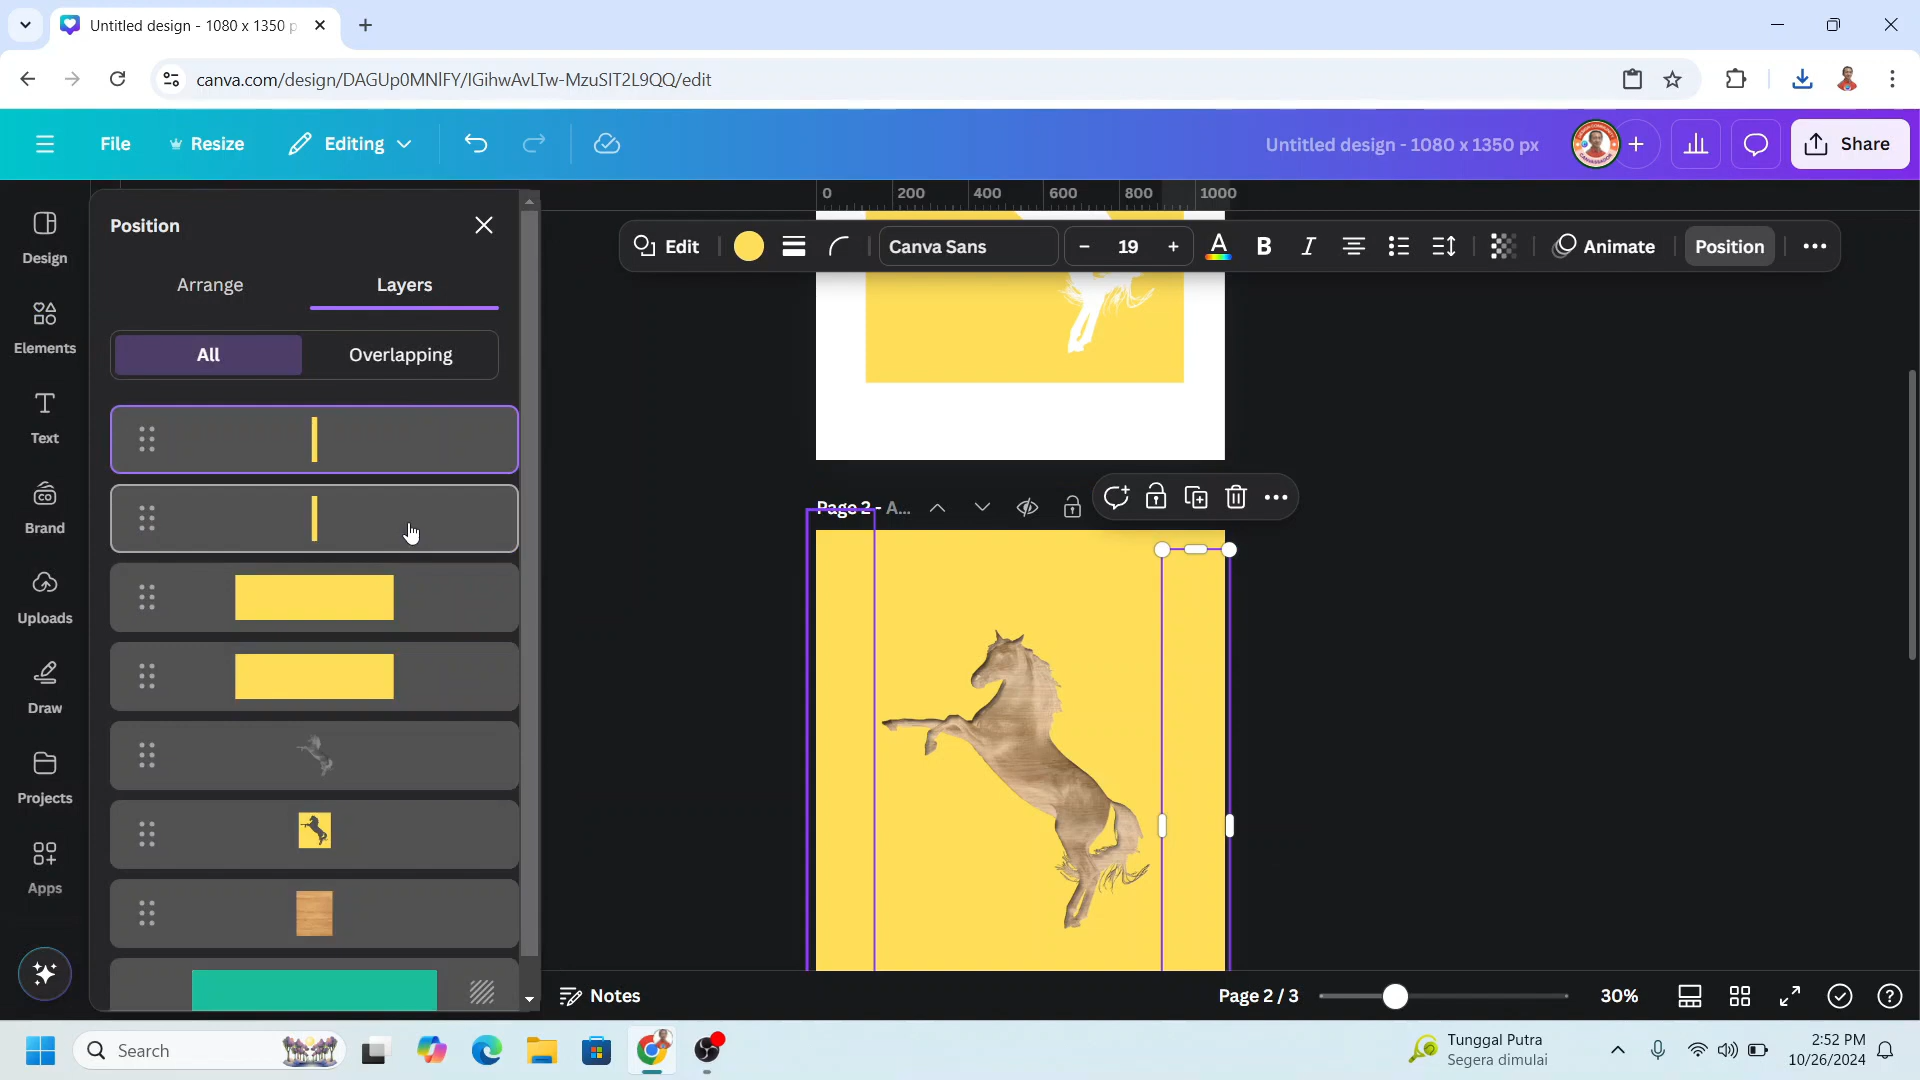 Untitled design - 1080 x 1350 p
canva.com/design/DAGUp0MNlFY/IGihwAvLTw-MzuSIT2L9QQ/edit
File
Resize
Editing
Untitled design - 1080 x 1350 px
Share
0 200 400 600 800 1000
Design
Elements
Text
Brand
Uploads
Draw
Projects
Apps
Position
Arrange
Layers
All
Overlapping
Edit
Canva Sans
- 19 +
A
B
I
Animate
Position
Page 2 - A...
Notes
Page 2 / 3
30%
Search
Tunggal Putra
Segera dimulai
2:52 PM
10/26/2024